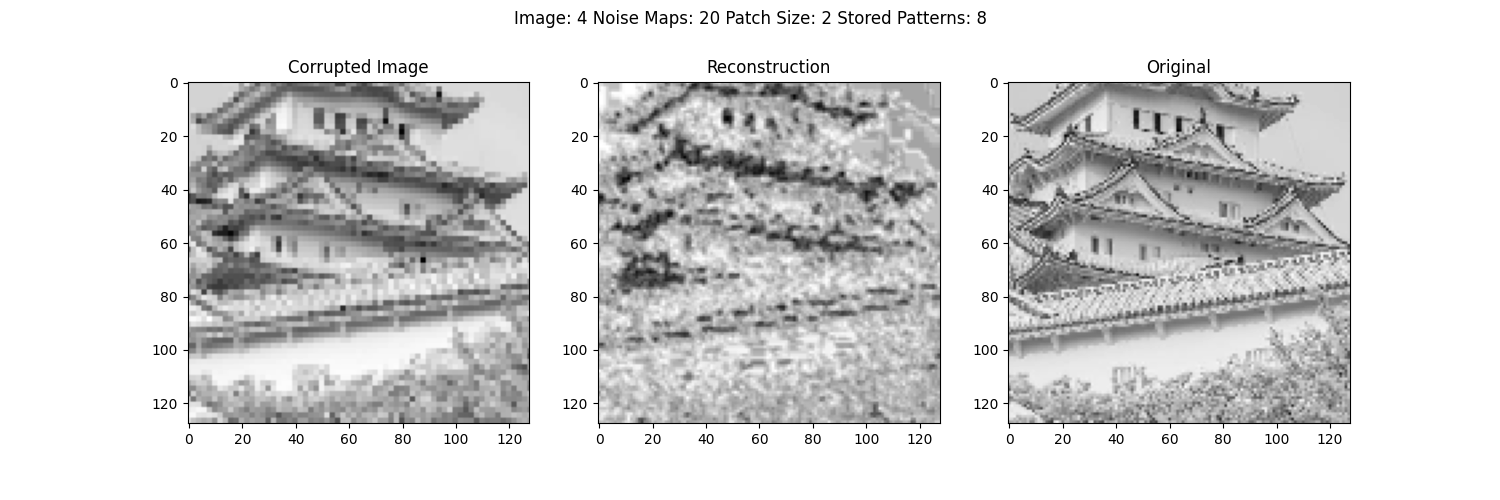 Image: 4 Noise Maps: 20 Patch Size: 2 Stored Patterns: 8
Corrupted Image Reconstruction Original
0 0 0
20 20 20
40 40 40
60 60 60
80 80 80
100 100 100
120 120 120
0 20 40 60 80 100 120 0 20 40 60 80 100 120 0 20 40 60 80 100 120